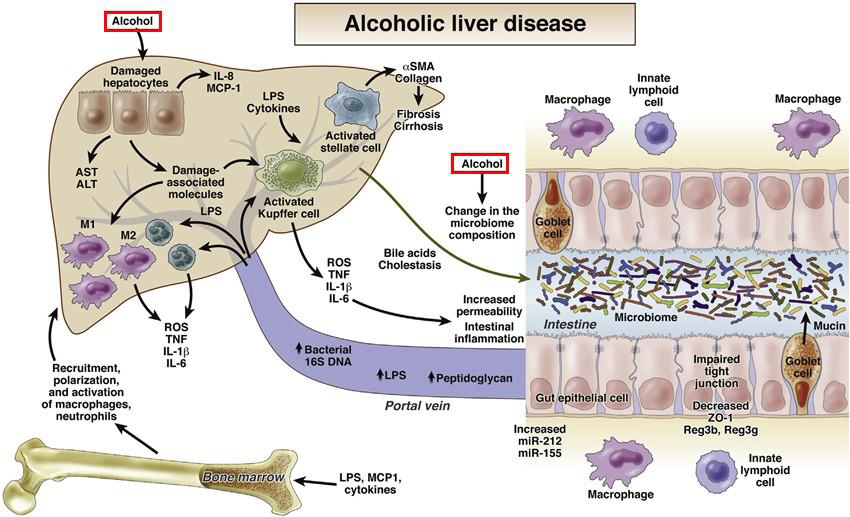 Alcoholic liver disease
Alcohol
Damaged
hepatocytes
IL-8
MCP-1
LPS
Cytokines
αSMA
Collagen
Fibrosis
Cirrhosis
Activated
stellate cell
AST
ALT
Damage-
associated
molecules
Activated
Kupffer cell
LPS
M1
M2
ROS
TNF
IL-1β
IL-6
ROS
TNF
IL-1β
IL-6
Bile acids
Cholestasis
Alcohol
Change in the
microbiome
composition
Increased
permeability
Intestinal
inflammation
Bacterial
16S DNA
LPS
Peptidoglycan
Portal vein
Recruitment,
polarization,
and activation
of macrophages,
neutrophils
Bone marrow
LPS, MCP1,
cytokines
Macrophage
Innate
lymphoid
cell
Macrophage
Goblet
cell
Microbiome
Intestine
Mucin
Goblet
cell
Impaired
tight
junction
Gut epithelial cell
Decreased
ZO-1
Reg3b, Reg3g
Increased
miR-212
miR-155
Macrophage
Innate
lymphoid
cell